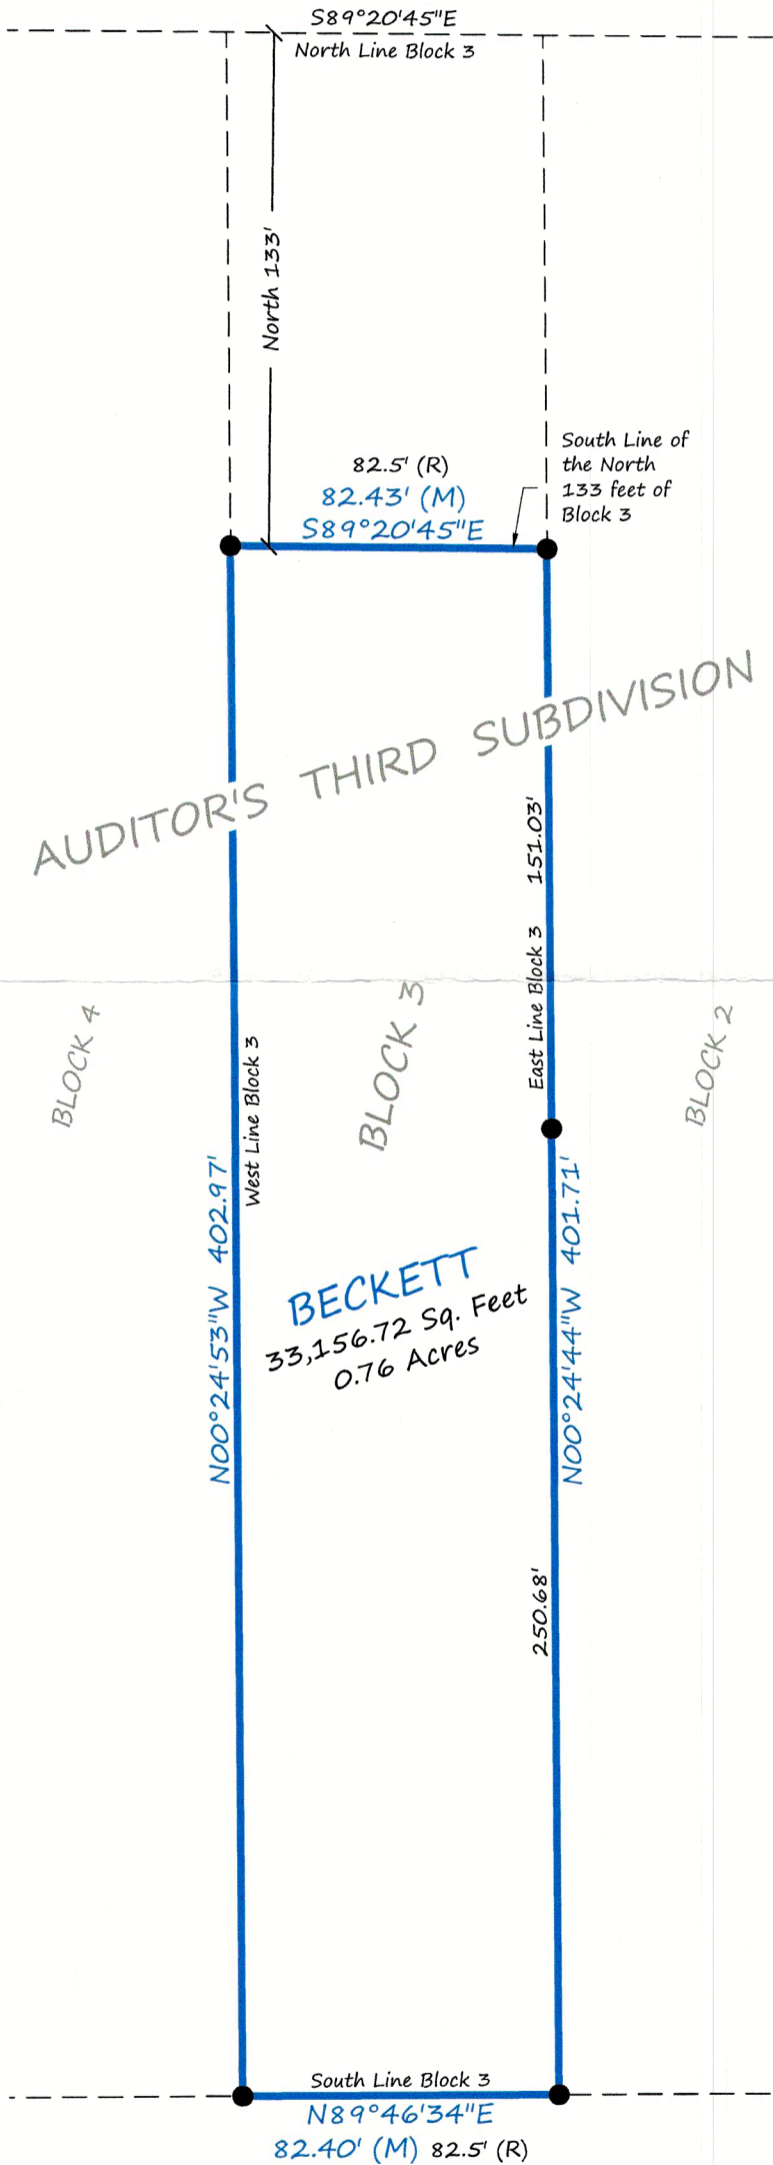 S89°20'45"E
North Line Block 3
North 133'
82.5' (R)
82.43' (M)
S89°20'45"E
South Line of
the North
133 feet of
Block 3
AUDITOR'S THIRD SUBDIVISION
151.03'
East Line Block 3
BLOCK 4
BLOCK 3
BLOCK 2
West Line Block 3
N00°24'53"W 402.97'
N00°24'44"W 401.71'
BECKETT
33,156.72 Sq. Feet
0.76 Acres
250.68'
South Line Block 3
N89°46'34"E
82.40' (M) 82.5' (R)